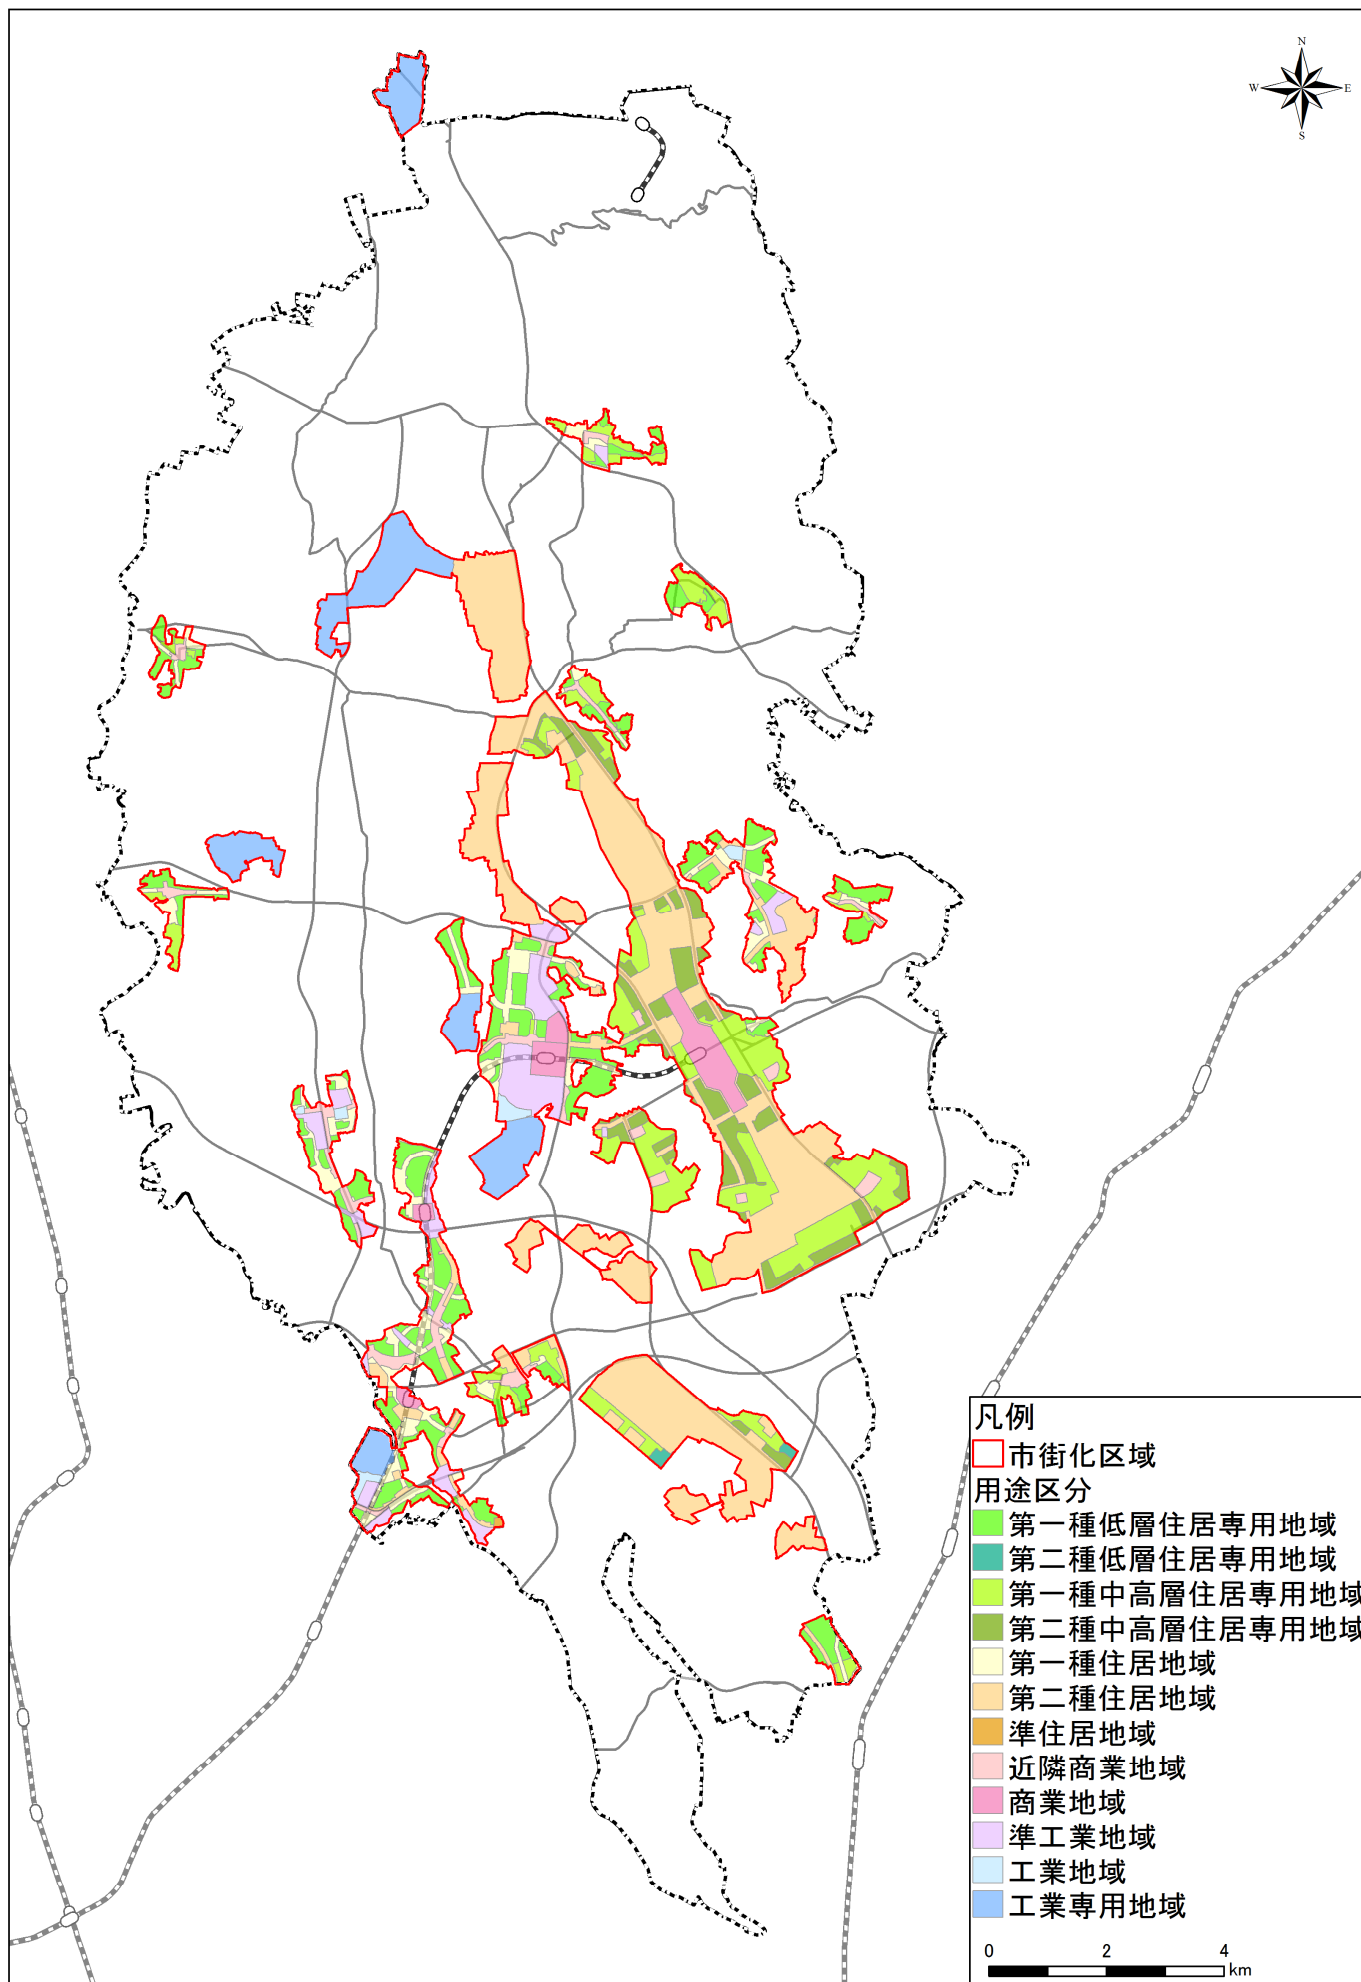 N
W E
S
凡例
市街化区域
用途区分
第一種低層住居専用地域
第二種低層住居専用地域
第一種中高層住居専用地域
第二種中高層住居専用地域
第一種住居地域
第二種住居地域
準住居地域
近隣商業地域
商業地域
準工業地域
工業地域
工業専用地域
0 2 4
km